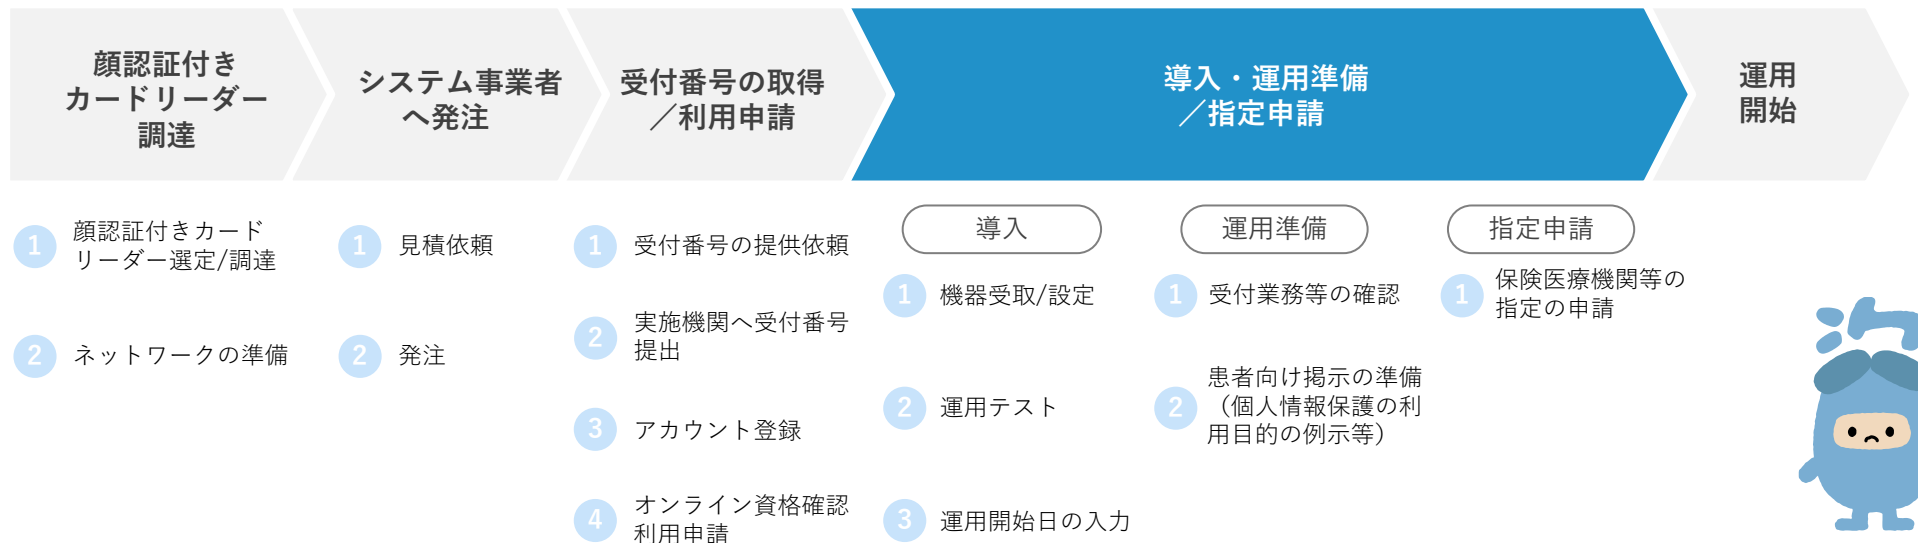 顔認証付き
カードリーダー
調達
システム事業者
へ発注
受付番号の取得
／利用申請
導入・運用準備
／指定申請
運用
開始
1
顔認証付きカード
リーダー選定/調達
2
ネットワークの準備
1
見積依頼
2
発注
1
受付番号の提供依頼
2
実施機関へ受付番号
提出
3
アカウント登録
4
オンライン資格確認
利用申請
導入
1
機器受取/設定
2
運用テスト
3
運用開始日の入力
運用準備
1
受付業務等の確認
2
患者向け掲示の準備
（個人情報保護の利
用目的の例示等）
指定申請
1
保険医療機関等の
指定の申請